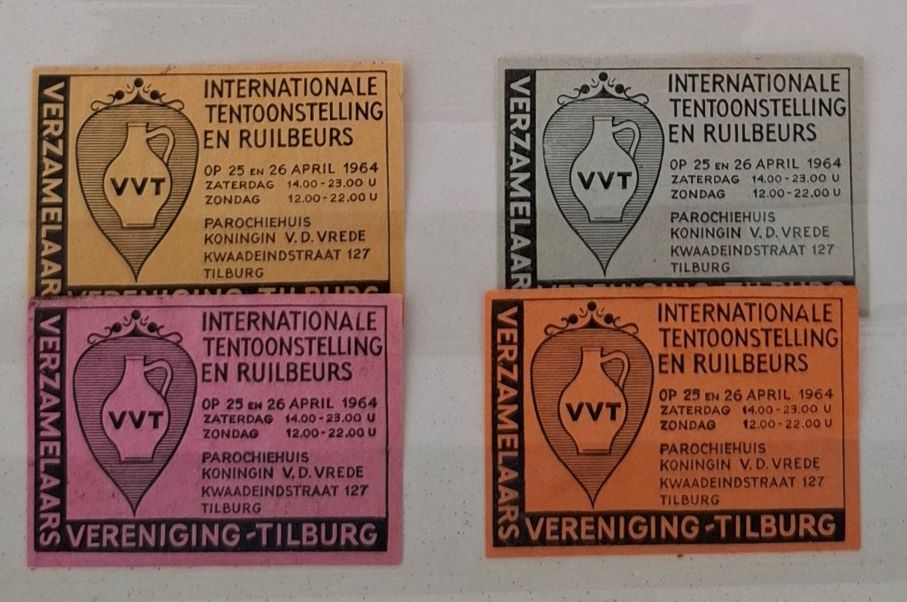 VERZAMELAARS
VVT
INTERNATIONALE
TENTOONSTELLING
EN RUILBEURS
OP 25 EN 26 APRIL 1964
ZATERDAG 14.00-23.00 U
ZONDAG 12.00-22.00 U
PAROCHIEHUIS
KONINGIN V. D. VREDE
KWAADEINDSTRAAT 127
TILBURG
VERENIGING-TILBURG
VERZAMELAARS
VVT
INTERNATIONALE
TENTOONSTELLING
EN RUILBEURS
OP 25 EN 26 APRIL 1964
ZATERDAG 14.00-23.00 U
ZONDAG 12.00-22.00 U
PAROCHIEHUIS
KONINGIN V. D. VREDE
KWAADEINDSTRAAT 127
TILBURG
VERENIGING-TILBURG
VERZAMELAARS
VVT
INTERNATIONALE
TENTOONSTELLING
EN RUILBEURS
OP 25 EN 26 APRIL 1964
ZATERDAG 14.00-23.00 U
ZONDAG 12.00-22.00 U
PAROCHIEHUIS
KONINGIN V. D. VREDE
KWAADEINDSTRAAT 127
TILBURG
VERENIGING-TILBURG
VERZAMELAARS
VVT
INTERNATIONALE
TENTOONSTELLING
EN RUILBEURS
OP 25 EN 26 APRIL 1964
ZATERDAG 14.00-23.00 U
ZONDAG 12.00-22.00 U
PAROCHIEHUIS
KONINGIN V. D. VREDE
KWAADEINDSTRAAT 127
TILBURG
VERENIGING-TILBURG